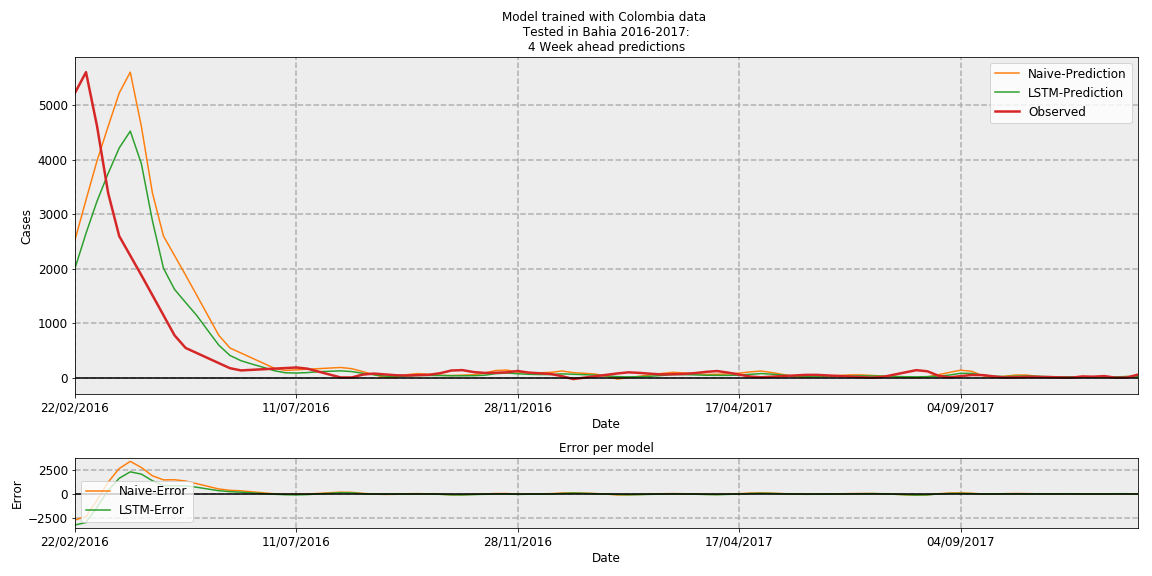 Model trained with Colombia data
Tested in Bahia 2016-2017:
4 Week ahead predictions
Naive-Prediction
LSTM-Prediction
Observed
Cases
5000
4000
3000
2000
1000
0
22/02/2016
11/07/2016
28/11/2016
17/04/2017
04/09/2017
Date
Error per model
Error
2500
0
−2500
Naive-Error
LSTM-Error
22/02/2016
11/07/2016
28/11/2016
17/04/2017
04/09/2017
Date